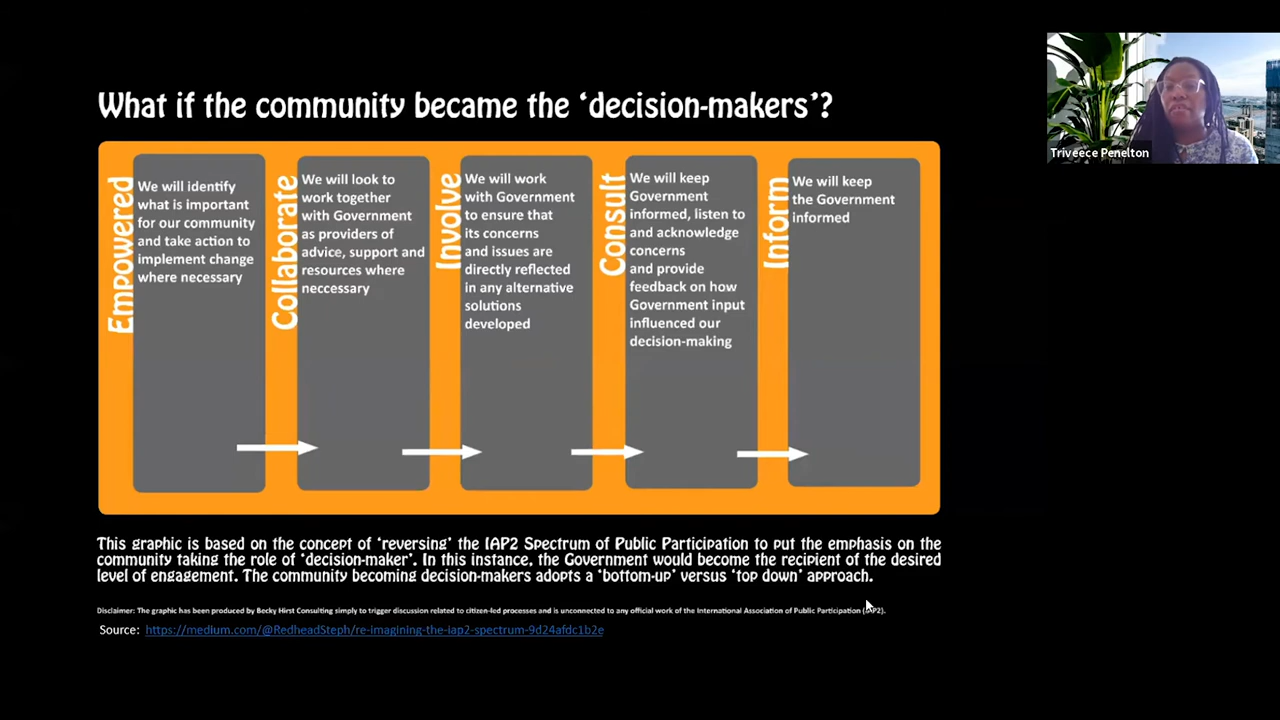 What if the community became the ‘decision-makers’?
Empowered
We will identify
what is important
for our community
and take action to
implement change
where necessary
Collaborate
We will look to
work together
with Government
as providers of
advice, support and
resources where
neccessary
Involve
We will work
with Government
to ensure that
its concerns
and issues are
directly reflected
in any alternative
solutions
developed
Consult
We will keep
Government
informed, listen to
and acknowledge
concerns
and provide
feedback on how
Government input
influenced our
decision-making
Inform
We will keep
the Government
informed
This graphic is based on the concept of ‘reversing’ the IAP2 Spectrum of Public Participation to put the emphasis on the
community taking the role of ‘decision-maker’. In this instance, the Government would become the recipient of the desired
level of engagement. The community becoming decision-makers adopts a ‘bottom-up’ versus ‘top down’ approach.
Disclaimer: The graphic has been produced by Becky Hirst Consulting simply to trigger discussion related to citizen-led processes and is unconnected to any official work of the International Association of Public Participation (IAP2).
Source: https://medium.com/@RedheadSteph/re-imagining-the-iap2-spectrum-9d24afdc1b2e
Triveece Penelton